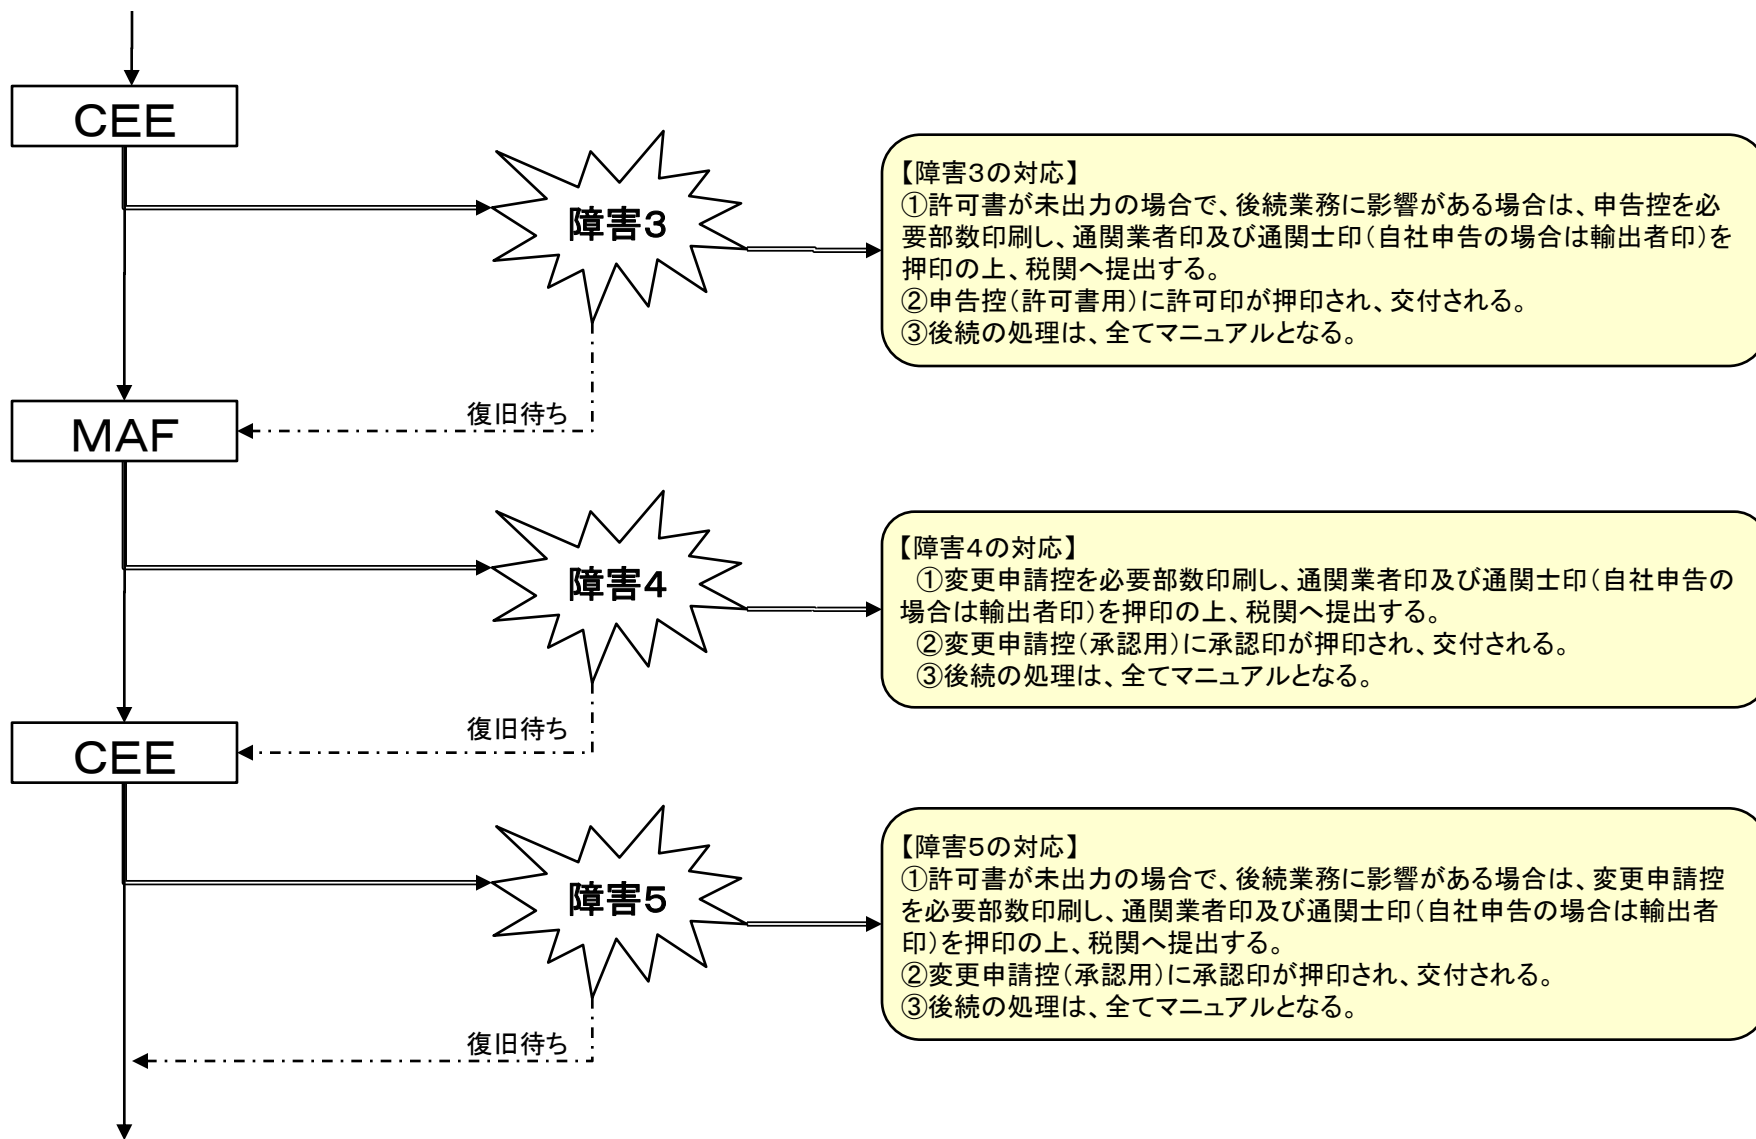 CEE
障害3
【障害3の対応】
①許可書が未出力の場合で、後続業務に影響がある場合は、申告控を必
要部数印刷し、通関業者印及び通関士印(自社申告の場合は輸出者印)を
押印の上、税関へ提出する。
②申告控(許可書用)に許可印が押印され、交付される。
③後続の処理は、全てマニュアルとなる。
復旧待ち
MAF
障害4
【障害4の対応】
①変更申請控を必要部数印刷し、通関業者印及び通関士印(自社申告の
場合は輸出者印)を押印の上、税関へ提出する。
②変更申請控(承認用)に承認印が押印され、交付される。
③後続の処理は、全てマニュアルとなる。
復旧待ち
CEE
障害5
【障害5の対応】
①許可書が未出力の場合で、後続業務に影響がある場合は、変更申請控
を必要部数印刷し、通関業者印及び通関士印(自社申告の場合は輸出者
印)を押印の上、税関へ提出する。
②変更申請控(承認用)に承認印が押印され、交付される。
③後続の処理は、全てマニュアルとなる。
復旧待ち